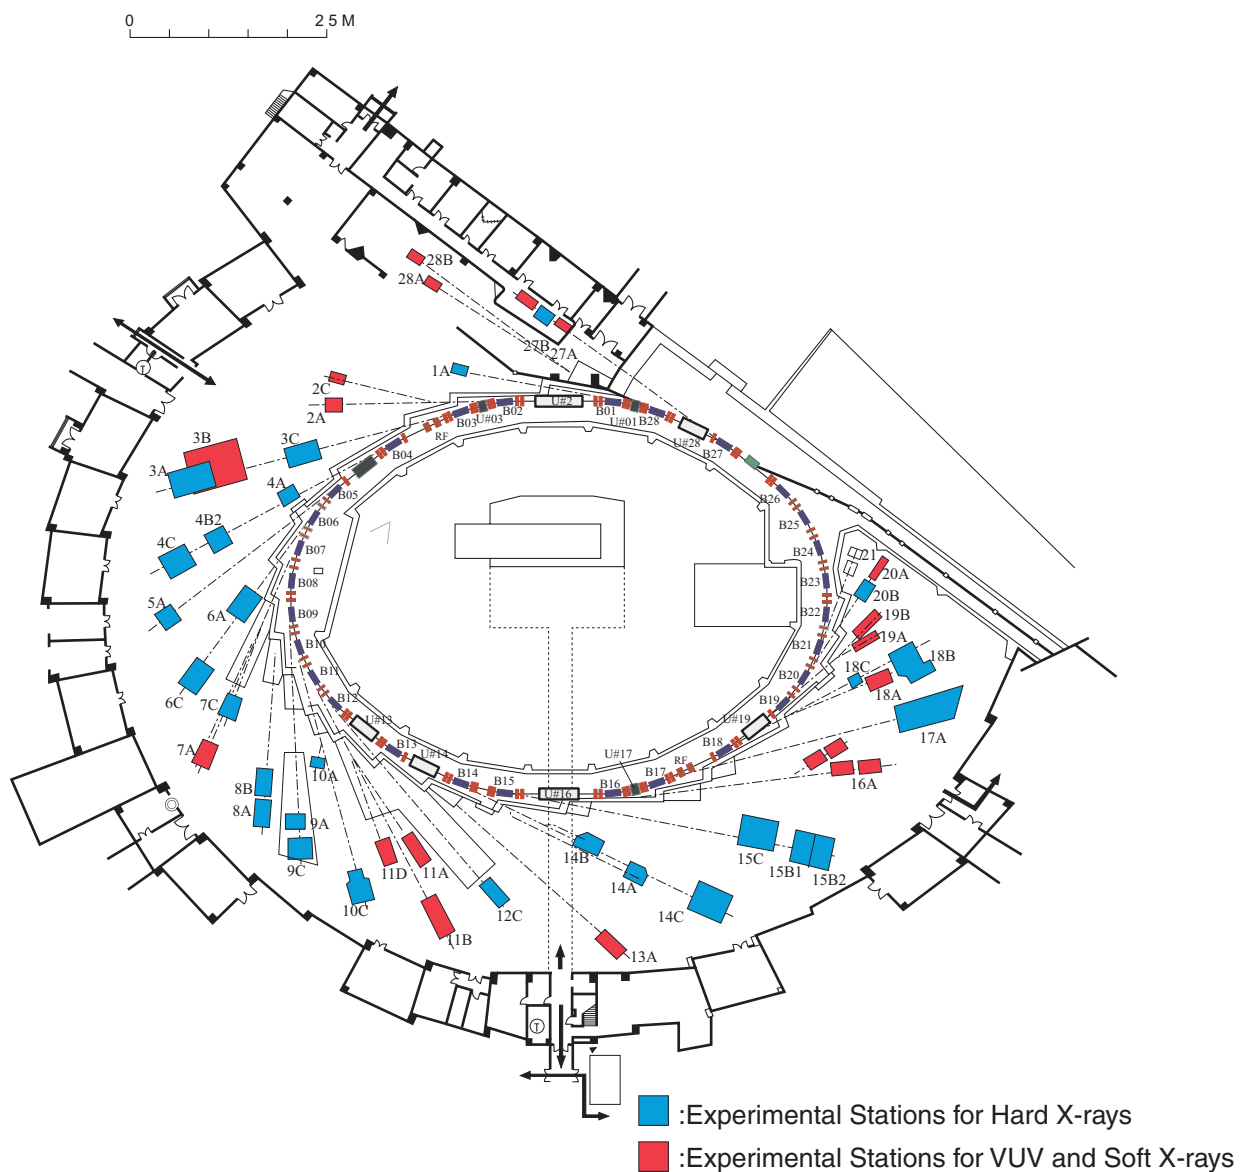 0 25M
28B
28A
27B
27A
1A
2C
2A
U#2
B02
B01
U#03
U#01
B28
B03
RF
U#28
B04
B27
3B
3C
3A
4A
B05
B26
4B2
B06
B25
4C
B07
B24
21
20A
B08
B23
20B
5A
6A
B09
B22
19B
19A
B10
B21
18B
B11
B20
18C
18A
6C
7C
B12
B19
17A
U#13
U#19
7A
B13
U#14
U#17
B18
RF
10A
8B
B14
B15
U#16
B16
B17
16A
8A
9A
9C
15C
14B
15B1
15B2
11D
11A
14A
10C
12C
14C
11B
13A
T
T
:Experimental Stations for Hard X-rays
:Experimental Stations for VUV and Soft X-rays